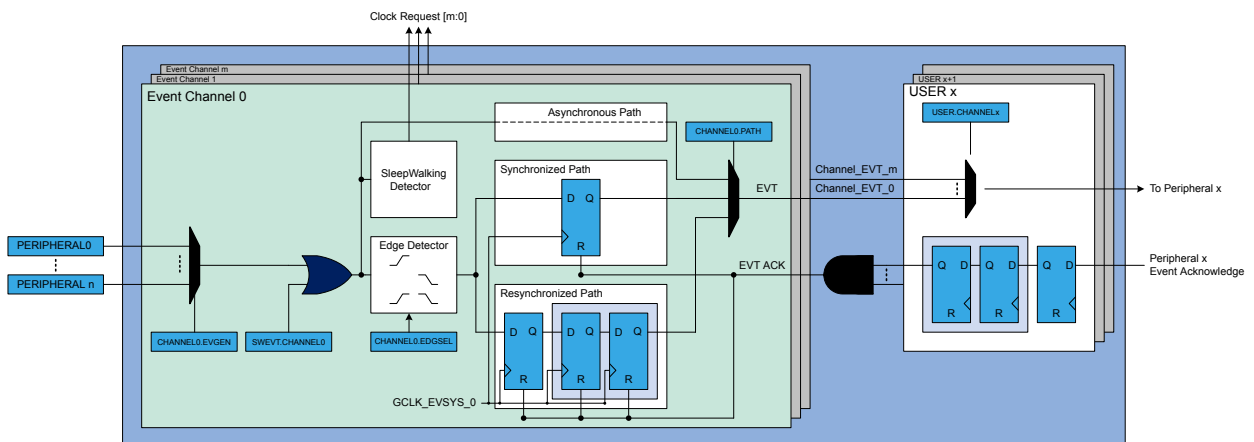 Clock Request [m:0]
Event Channel m
Event Channel 1
Event Channel 0
USER x+1
USER x
Asynchronous Path
CHANNEL0.PATH
USER.CHANNELx
SleepWalking
Detector
Synchronized Path
D Q
R
EVT
Channel_EVT_m
Channel_EVT_0
To Peripheral x
PERIPHERAL0
PERIPHERAL n
Edge Detector
EVT ACK
Q D
R
Q D
R
Q D
R
Peripheral x
Event Acknowledge
Resynchronized Path
D Q
R
D Q
R
D Q
R
CHANNEL0.EVGEN
SWEVT.CHANNEL0
CHANNEL0.EDGSEL
GCLK_EVSYS_0